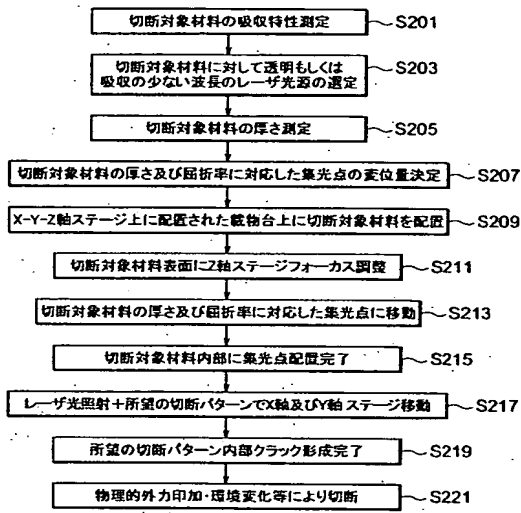 切断対象材料の吸収特性測定 S201
切断対象材料に対して透明もしくは
吸収の少ない波長のレーザ光源の選定 S203
切断対象材料の厚さ測定 S205
切断対象材料の厚さ及び屈折率に対応した集光点の変位量決定 S207
X-Y-Z軸ステージ上に配置された載物台上に切断対象材料を配置 S209
切断対象材料表面にZ軸ステージフォーカス調整 S211
切断対象材料の厚さ及び屈折率に対応した集光点に移動 S213
切断対象材料内部に集光点配置完了 S215
レーザ光照射+所望の切断パターンでX軸及びY軸ステージ移動 S217
所望の切断パターン内部クラック形成完了 S219
物理的外力印加・環境変化等により切断 S221